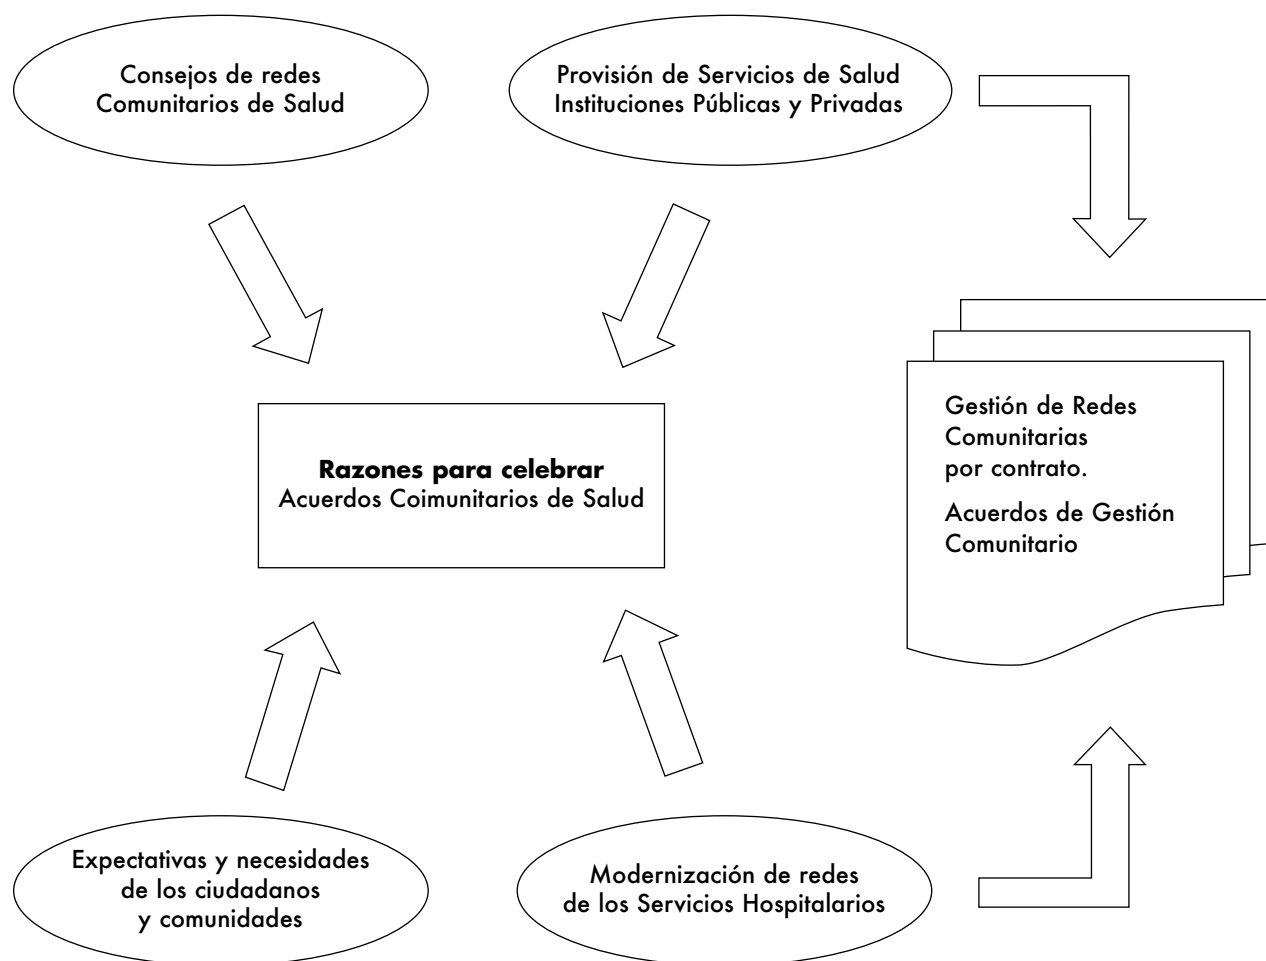 Consejos de redes
Comunitarios de Salud
Provisión de Servicios de Salud
Instituciones Públicas y Privadas
Razones para celebrar
Acuerdos Coimunitarios de Salud
Gestión de Redes
Comunitarias
por contrato.
Acuerdos de Gestión
Comunitario
Expectativas y necesidades
de los ciudadanos
y comunidades
Modernización de redes
de los Servicios Hospitalarios